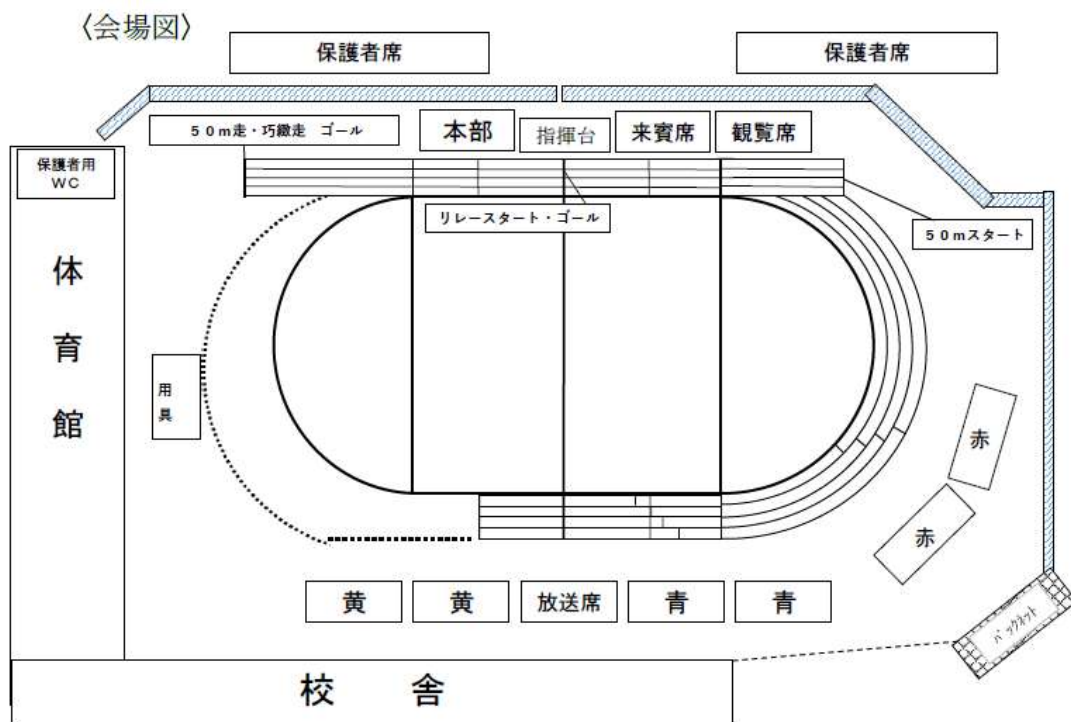 〈会場図〉
保護者席
保護者席
５０ｍ走・巧緻走　ゴール
本部
指揮台
来賓席
観覧席
保護者用
ＷＣ
リレースタート・ゴール
５０ｍスタート
体育館
用具
赤
赤
黄
黄
放送席
青
青
ﾊﾞｯｸﾈｯﾄ
校　舎